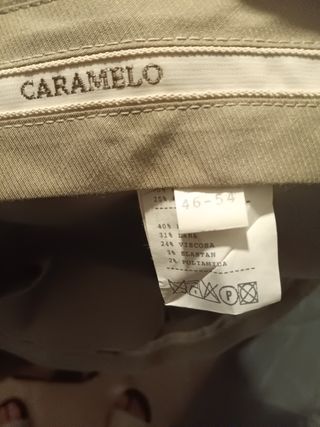 CARAMELO
46-54
40%
31% LANA
24% VISCOSA
3% ELASTAN
2% POLIAMIDA
P